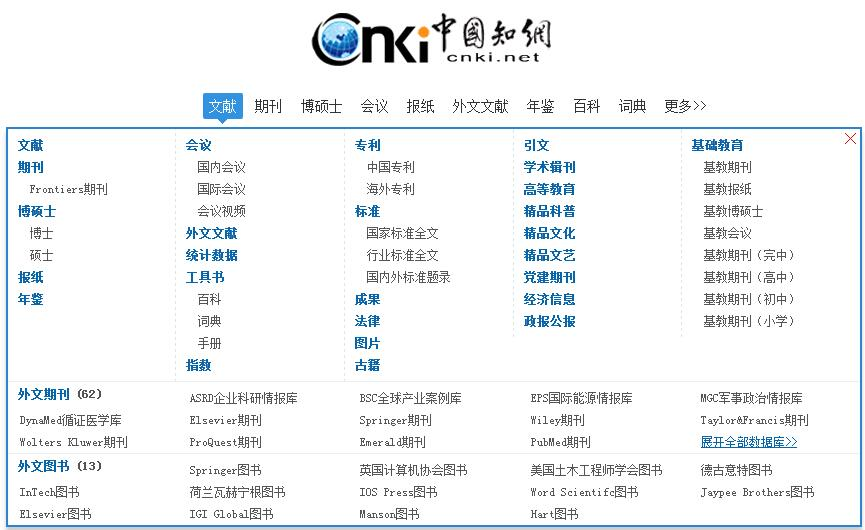 Cnki中國知網
cnki.net
文献 期刊 博硕士 会议 报纸 外文文献 年鉴 百科 词典 更多>>
文献
期刊
Frontiers期刊
博硕士
博士
硕士
报纸
年鉴
会议
国内会议
国际会议
会议视频
外文文献
统计数据
工具书
百科
词典
手册
指数
专利
中国专利
海外专利
标准
国家标准全文
行业标准全文
国内外标准题录
成果
法律
图片
古籍
引文
学术辑刊
高等教育
精品科普
精品文化
精品文艺
党建期刊
经济信息
政报公报
基础教育
基教期刊
基教报纸
基教博硕士
基教会议
基教期刊（完中）
基教期刊（高中）
基教期刊（初中）
基教期刊（小学）
外文期刊 (62) ASRD企业科研情报库 BSC全球产业案例库 EPS国际能源情报库 MGC军事政治情报库
DynaMed循证医学库 Elsevier期刊 Springer期刊 Wiley期刊 Taylor&Francis期刊
Wolters Kluwer期刊 ProQuest期刊 Emerald期刊 PubMed期刊 展开全部数据库>>
外文图书 (13) Springer图书 英国计算机协会图书 美国土木工程师学会图书 德古意特图书
InTech图书 荷兰瓦赫宁根图书 IOS Press图书 Word Scientifc图书 Jaypee Brothers图书
Elsevier图书 IGI Global图书 Manson图书 Hart图书